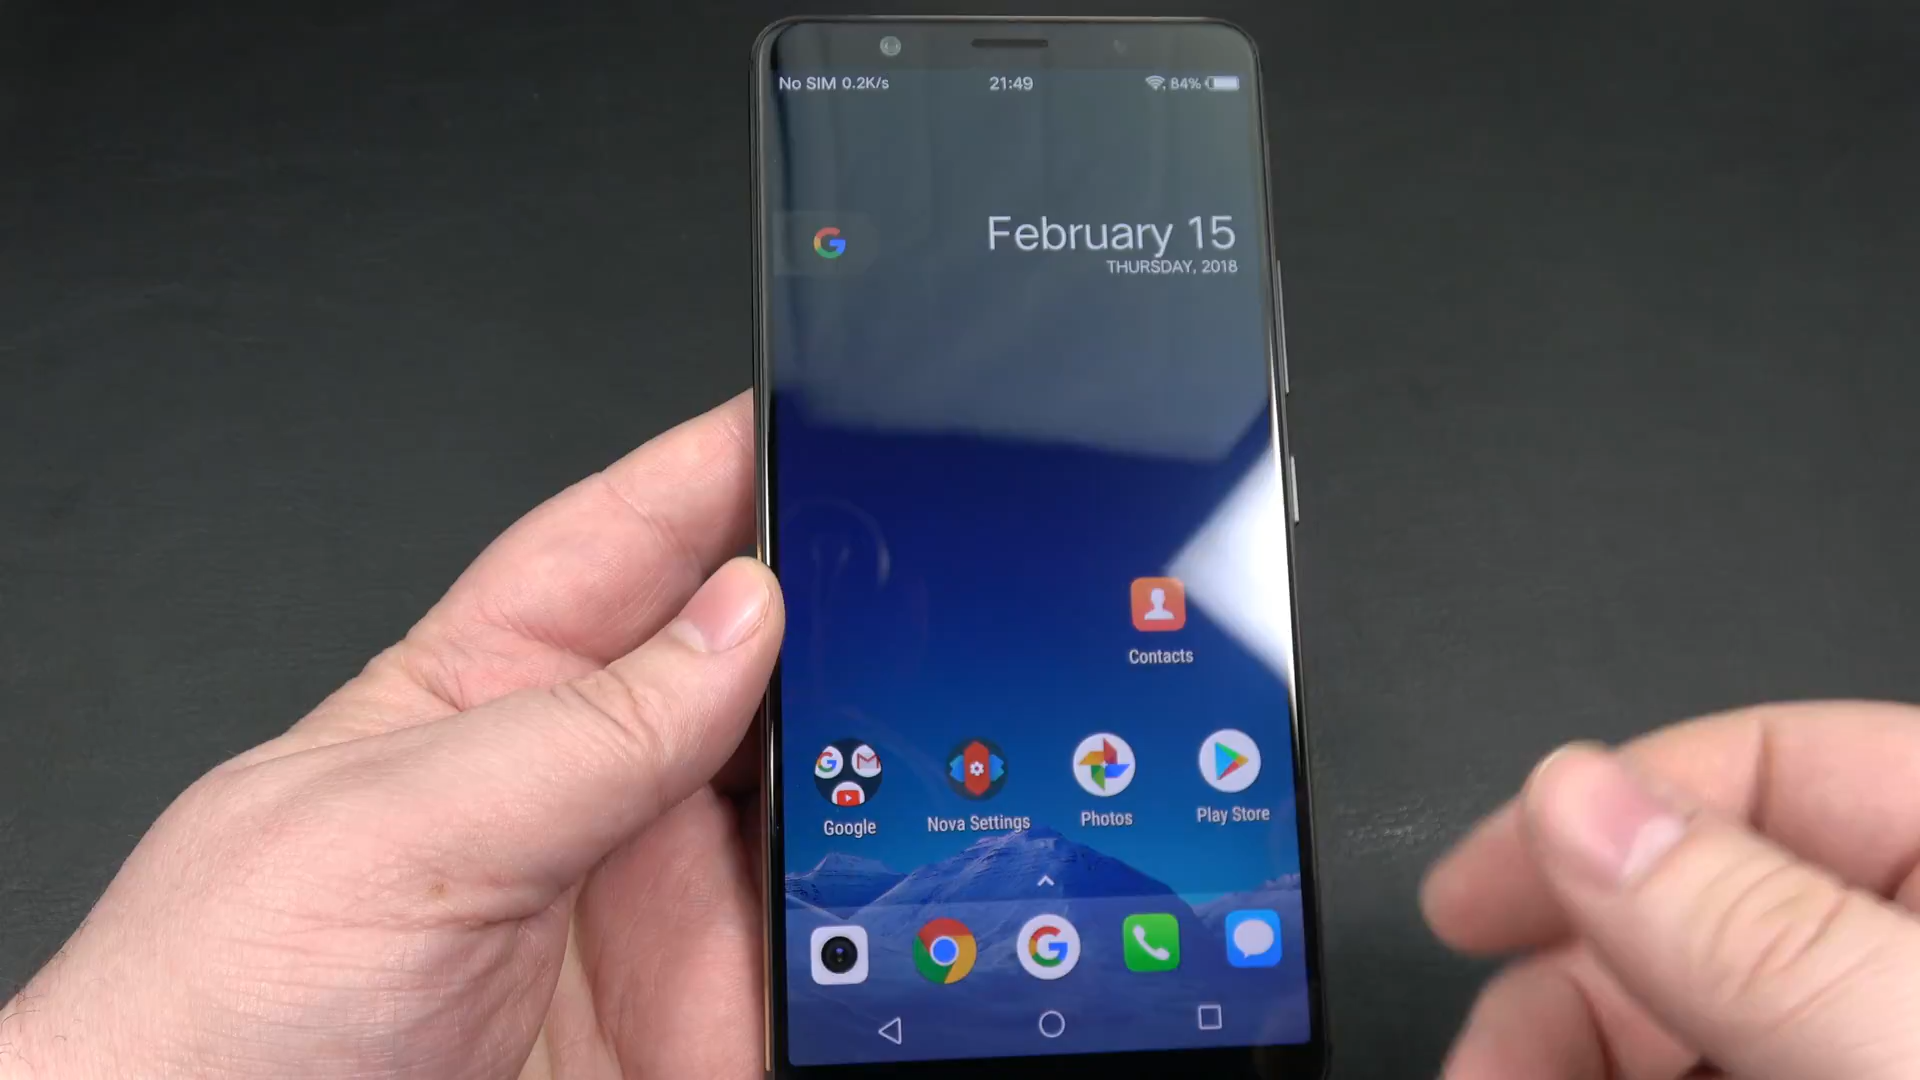 No SIM 0.2K/s 21:49 84%
February 15
THURSDAY, 2018
Contacts
Google Nova Settings Photos Play Store